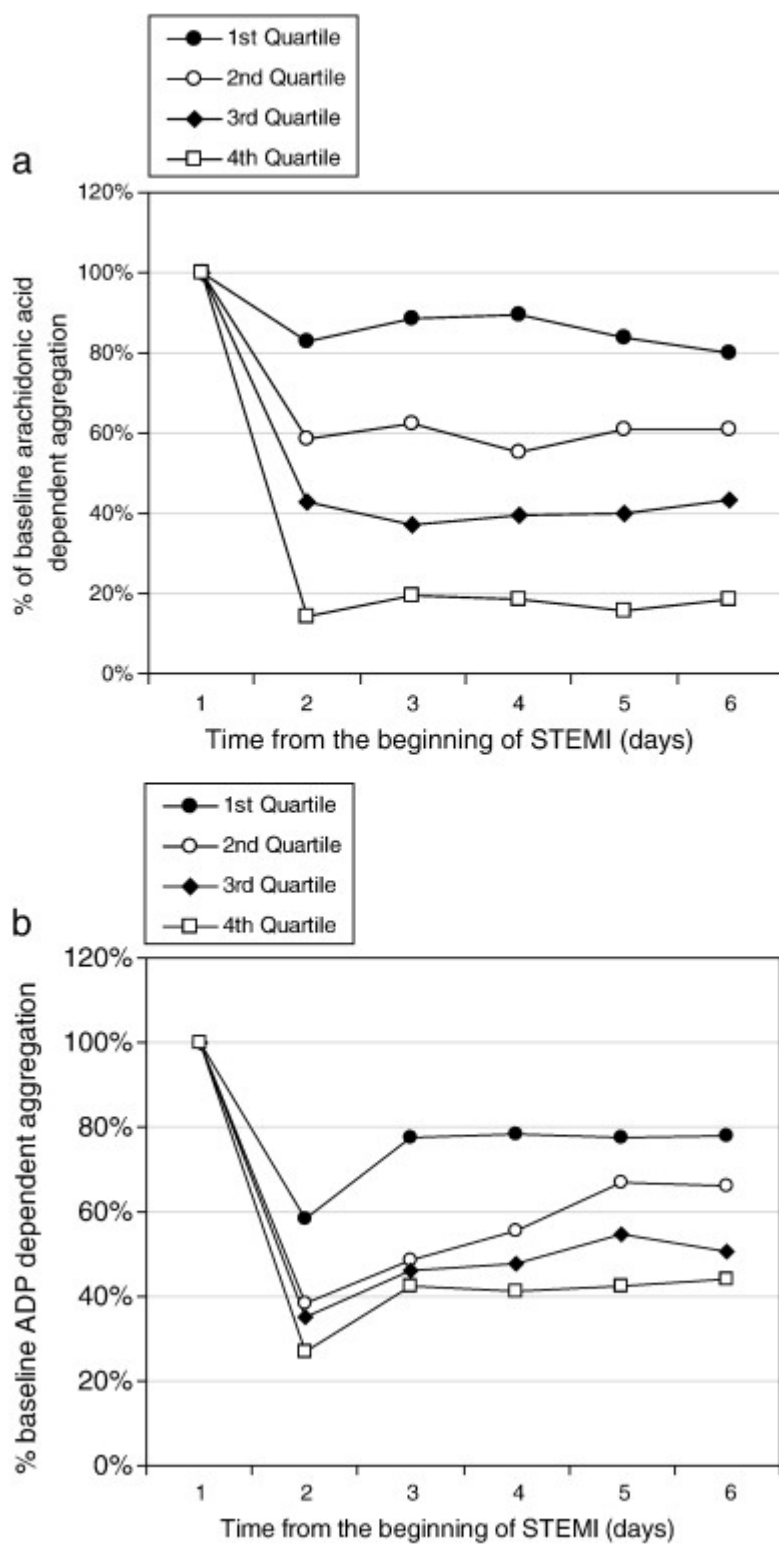 1st Quartile
2nd Quartile
3rd Quartile
4th Quartile
a
120%
100%
80%
60%
40%
20%
0%
% of baseline arachidonic acid
dependent aggregation
1 2 3 4 5 6
Time from the beginning of STEMI (days)
1st Quartile
2nd Quartile
3rd Quartile
4th Quartile
b
120%
100%
80%
60%
40%
20%
0%
% baseline ADP dependent aggregation
1 2 3 4 5 6
Time from the beginning of STEMI (days)